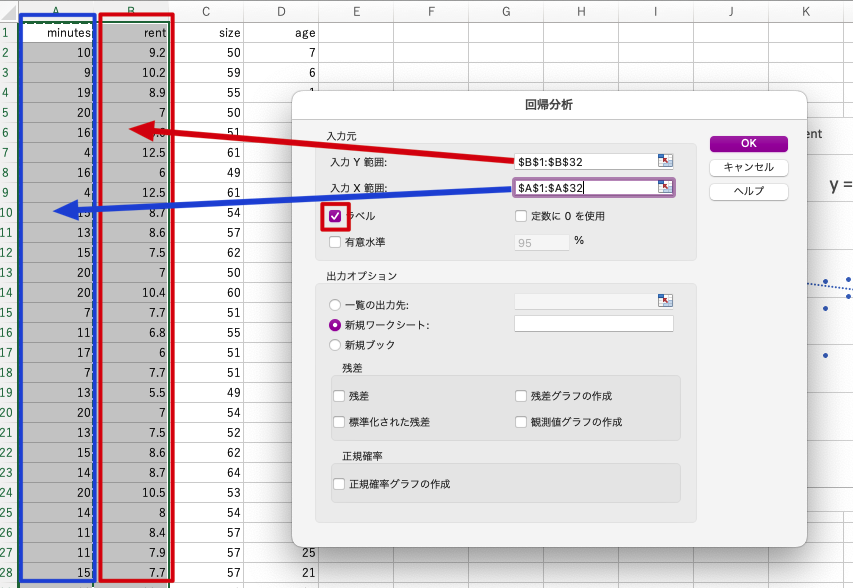 A B C D E F G H I J K
1 minutes rent size age
2 10 9.2 50 7
3 9 10.2 59 6
4 19 8.9 55
5 20 7 50
6 16 51
7 4 12.5 61
8 16 6 49
9 4 12.5 61
10 15 8.7 54
11 13 8.6 57
12 15 7.5 62
13 20 7 50
14 20 10.4 60
15 7 7.7 51
16 11 6.8 55
17 17 6 51
18 7 7.7 51
19 13 5.5 49
20 20 7 54
21 13 7.5 52
22 15 8.6 62
23 14 8.7 64
24 20 10.5 53
25 14 8 54
26 11 8.4 57
27 11 7.9 57 25
28 15 7.7 57 21
回帰分析
入力元
入力 Y 範囲: $B$1:$B$32
入力 X 範囲: $A$1:$A$32
ラベル 定数に 0 を使用
有意水準 95 %
出力オプション
一覧の出力先:
新規ワークシート:
新規ブック
残差
残差 残差グラフの作成
標準化された残差 観測値グラフの作成
正規確率
正規確率グラフの作成
OK
キャンセル
ヘルプ
ent
y =